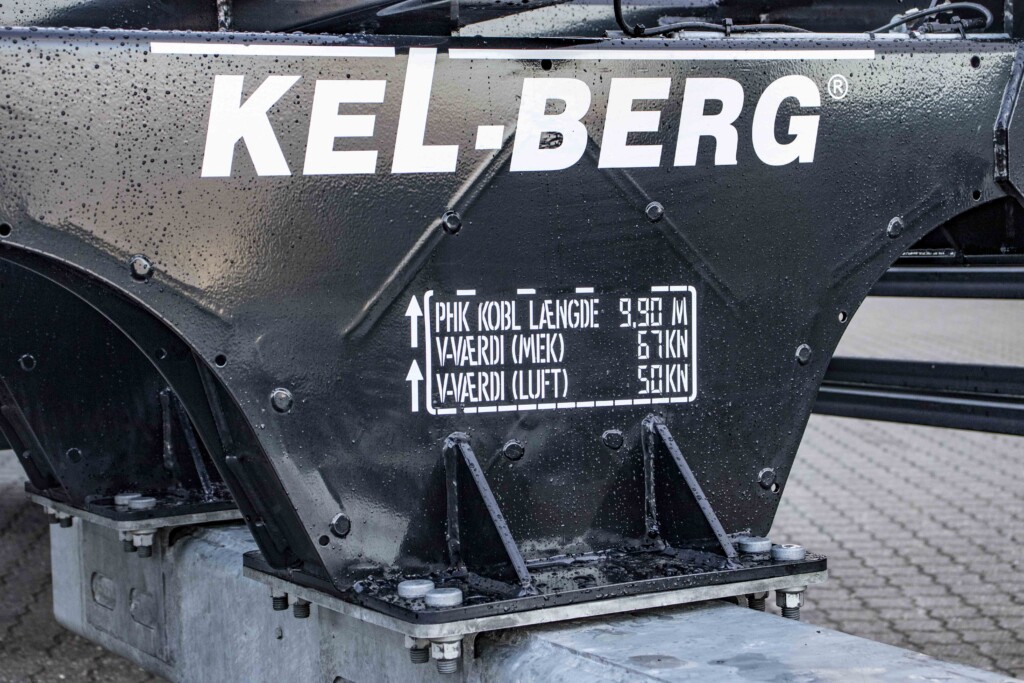 KEL-BERG®
PHK KOBL LÆNGDE 9,90 M
V-VÆRDI (MEK) 67 KN
V-VÆRDI (LUFT) 50 KN